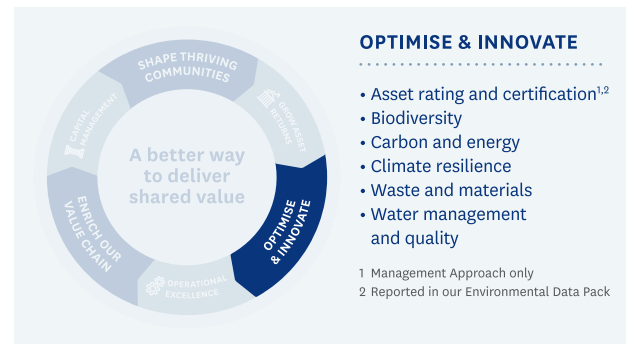 SHAPE THRIVING
COMMUNITIES
GROW ASSET
RETURNS
OPTIMISE
& INNOVATE
OPERATIONAL
EXCELLENCE
ENRICH OUR
VALUE CHAIN
CAPITAL
MANAGEMENT
A better way
to deliver
shared value
OPTIMISE & INNOVATE
• Asset rating and certification¹,²
• Biodiversity
• Carbon and energy
• Climate resilience
• Waste and materials
• Water management
and quality
1 Management Approach only
2 Reported in our Environmental Data Pack